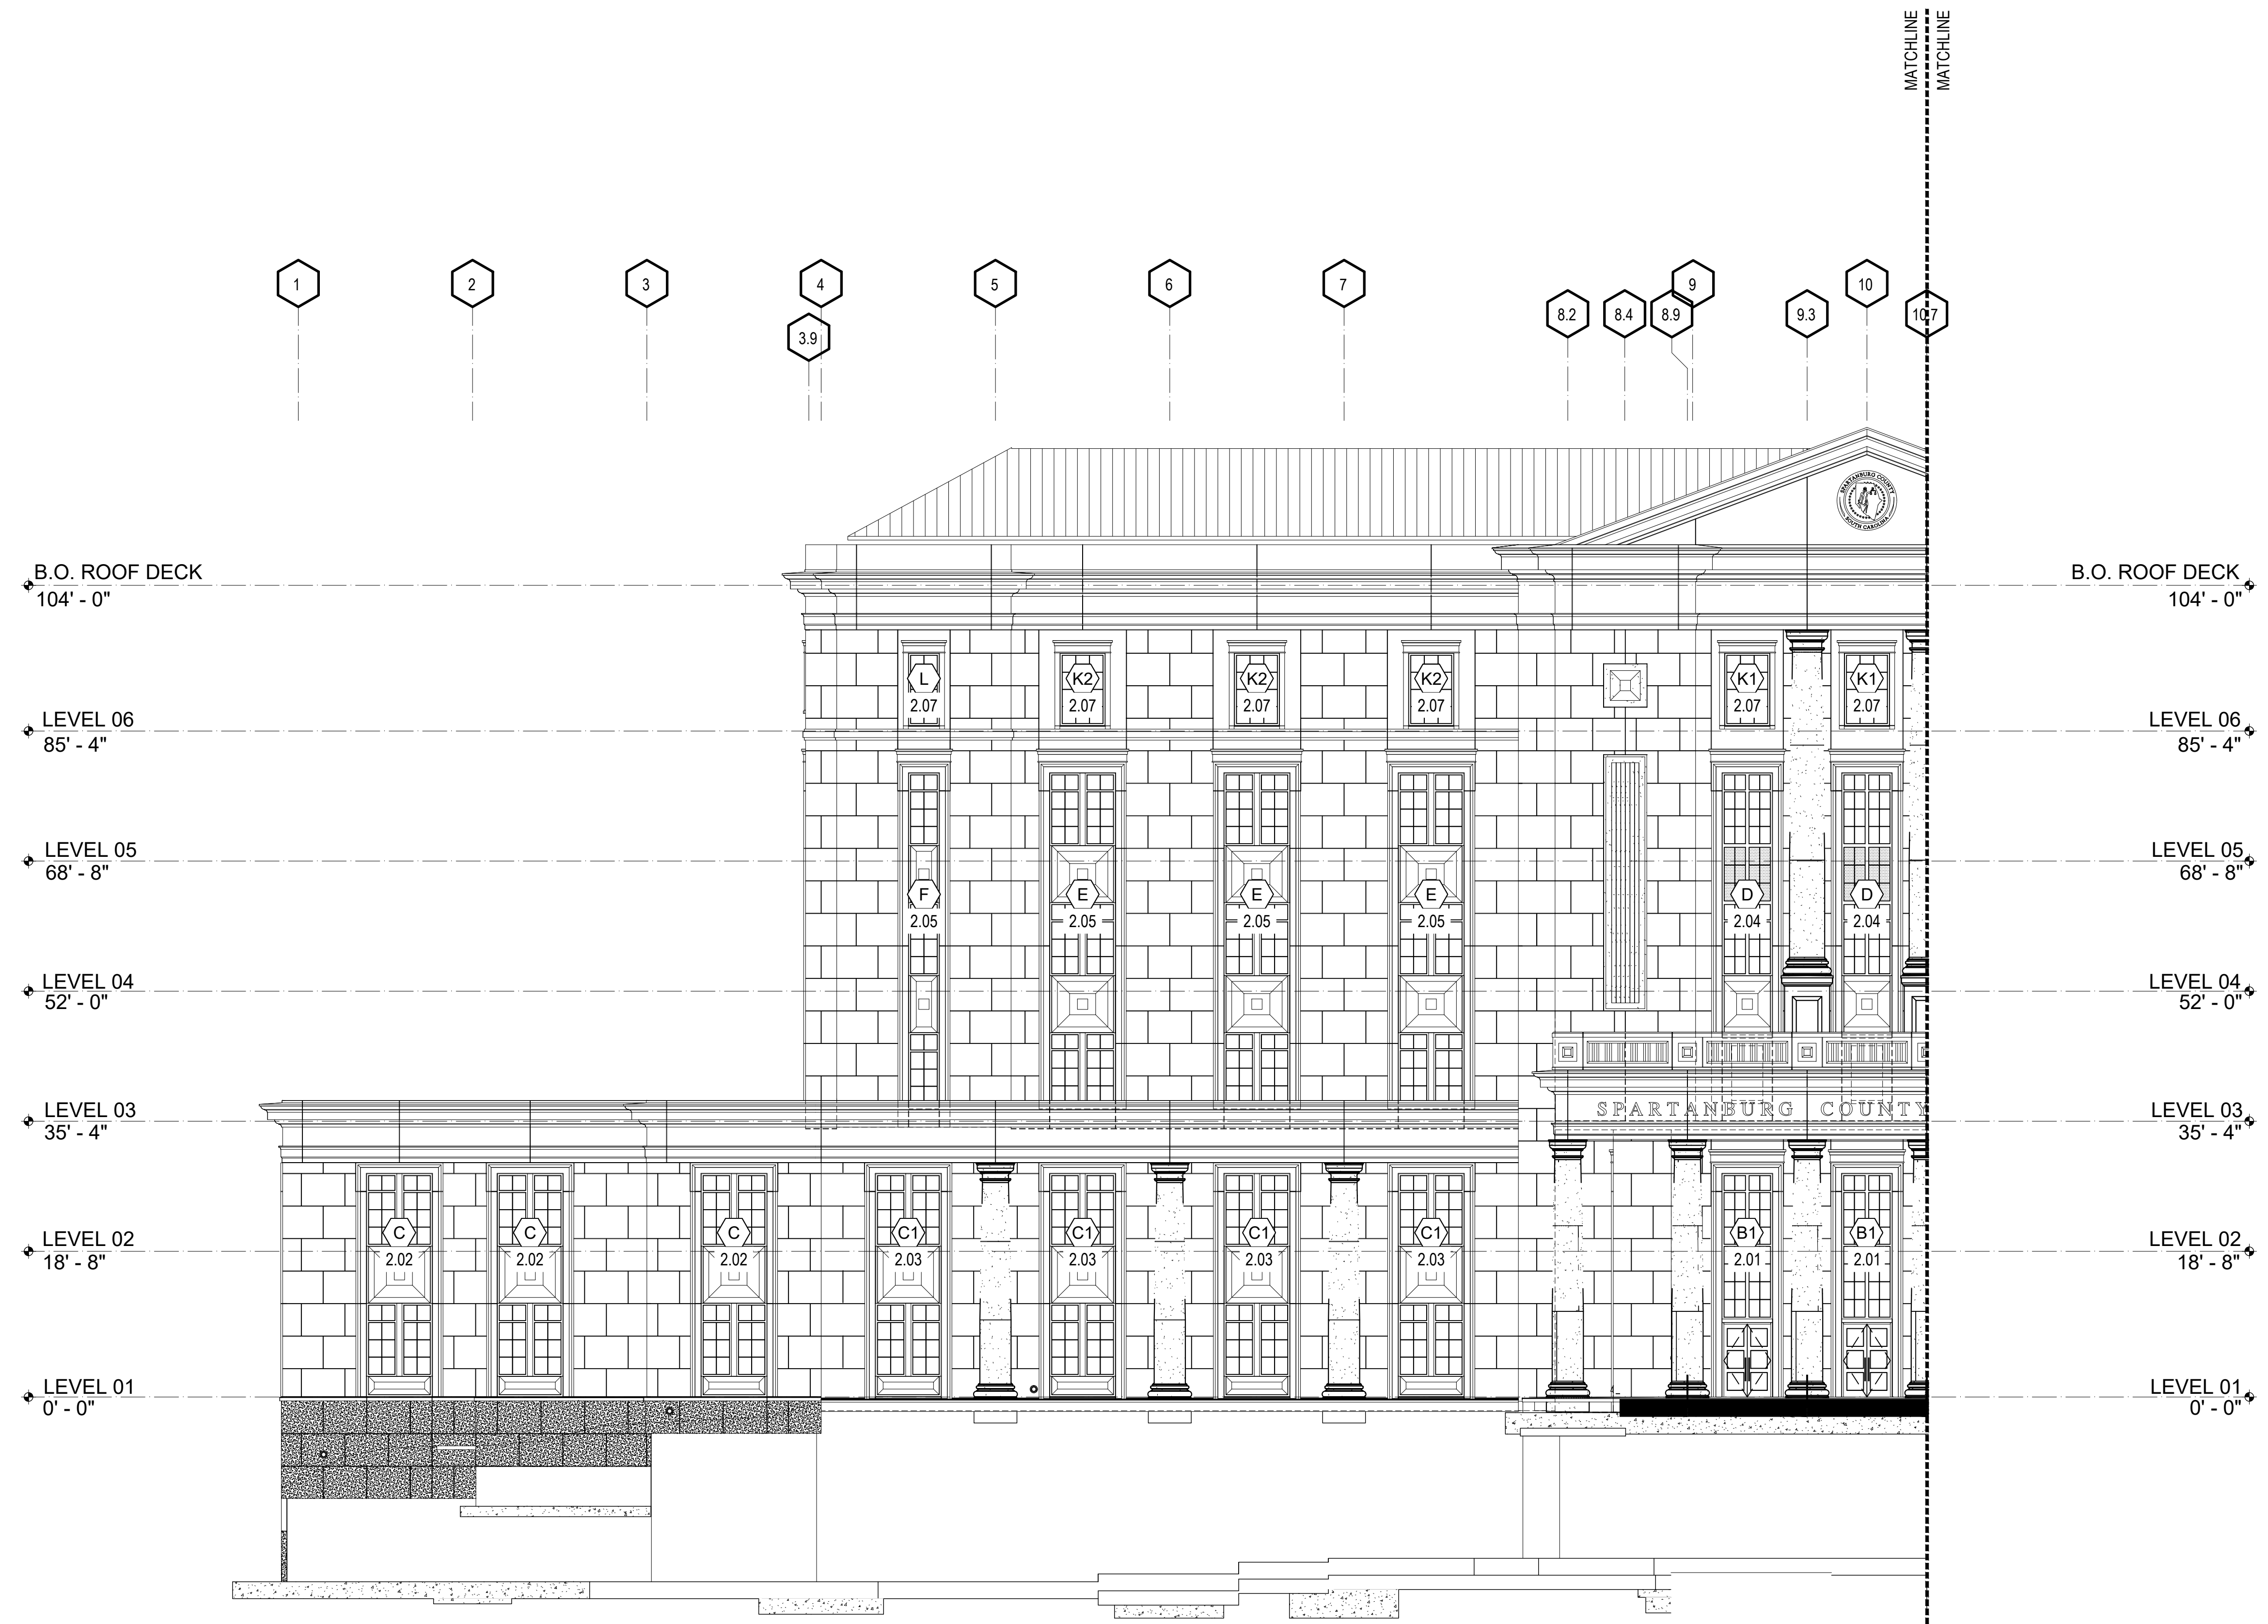 MATCHLINE
MATCHLINE
1
2
3
4
5
6
7
9
10
3.9
8.2
8.4
8.9
9.3
10.7
SPARTANBURG COUNTY
SOUTH CAROLINA
B.O. ROOF DECK
104' - 0"
B.O. ROOF DECK
104' - 0"
L
K2
K2
K2
K1
K1
2.07
2.07
2.07
2.07
2.07
2.07
LEVEL 06
85' - 4"
LEVEL 06
85' - 4"
LEVEL 05
68' - 8"
LEVEL 05
68' - 8"
F
E
E
E
D
D
2.05
2.05
2.05
2.05
2.04
2.04
LEVEL 04
52' - 0"
LEVEL 04
52' - 0"
SPARTANBURG COUNTY
LEVEL 03
35' - 4"
LEVEL 03
35' - 4"
C
C
C
C1
C1
C1
C1
B1
B1
LEVEL 02
18' - 8"
LEVEL 02
18' - 8"
2.02
2.02
2.02
2.03
2.03
2.03
2.03
2.01
2.01
LEVEL 01
0' - 0"
LEVEL 01
0' - 0"